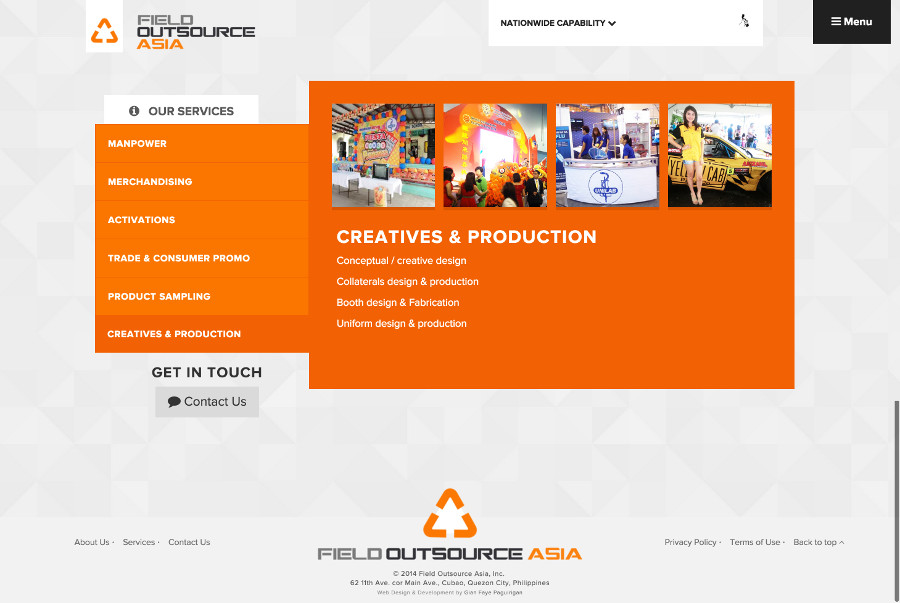 FIELD
OUTSOURCE
ASIA
NATIONWIDE CAPABILITY
Menu
OUR SERVICES
MANPOWER
MERCHANDISING
ACTIVATIONS
TRADE & CONSUMER PROMO
PRODUCT SAMPLING
CREATIVES & PRODUCTION
UNILAB
CREATIVES & PRODUCTION
Conceptual / creative design
Collaterals design & production
Booth design & Fabrication
Uniform design & production
GET IN TOUCH
Contact Us
FIELD OUTSOURCE ASIA
About Us · Services · Contact Us
Privacy Policy · Terms of Use · Back to top
© 2014 Field Outsource Asia, Inc.
62 11th Ave. cor Main Ave., Cubao, Quezon City, Philippines
Web Design & Development by Gian Faye Paguirigan